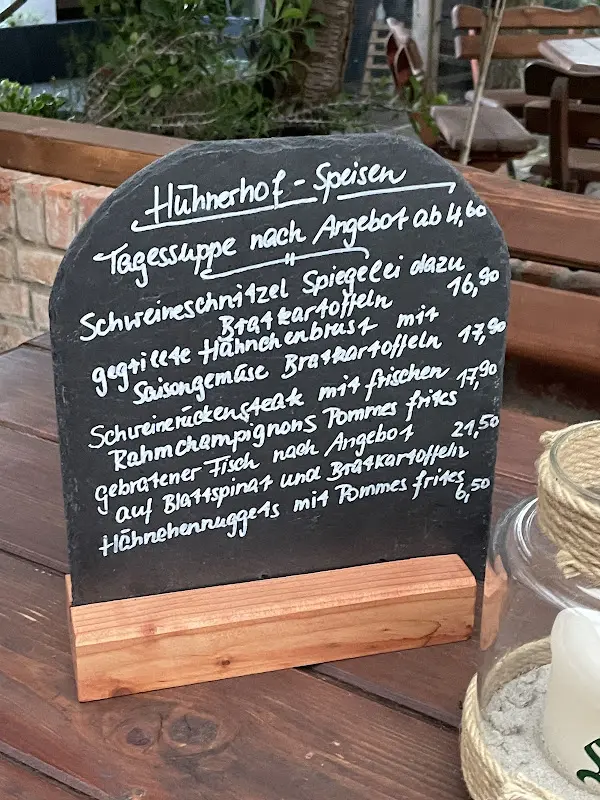 Hühnerhof-Speisen
Tagessuppe nach Angebot ab 4,60
"
Schweineschnitzel Spiegelei dazu
Bratkartoffeln 16,90
gegrillte Hähnchenbrust mit
Saisongemüse Bratkartoffeln 17,90
Schweinerückensteak mit frischen
Rahmchampignons Pommes frites 17,90
gebratener Fisch nach Angebot
auf Blattspinat und Bratkartoffeln 21,50
Hähnehennuggets mit Pommes frites 6,50